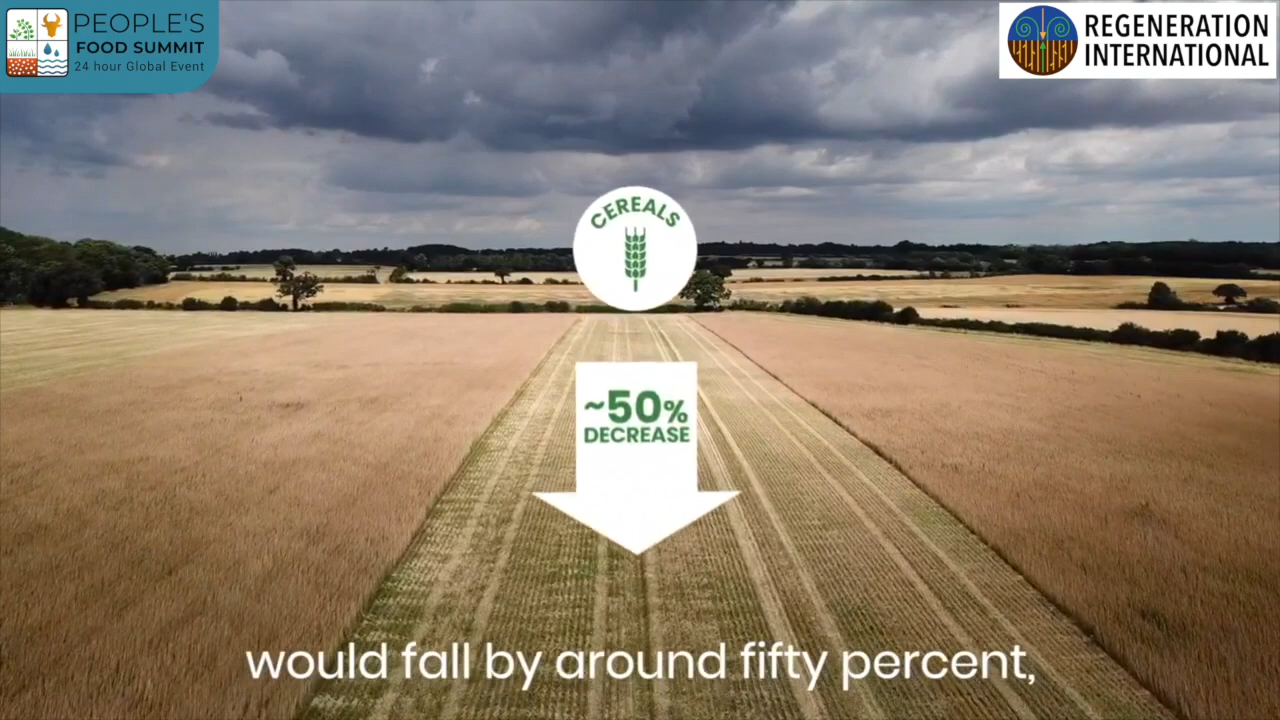 PEOPLE'S
FOOD SUMMIT
24 hour Global Event
REGENERATION
INTERNATIONAL
CEREALS
~50%
DECREASE
would fall by around fifty percent,